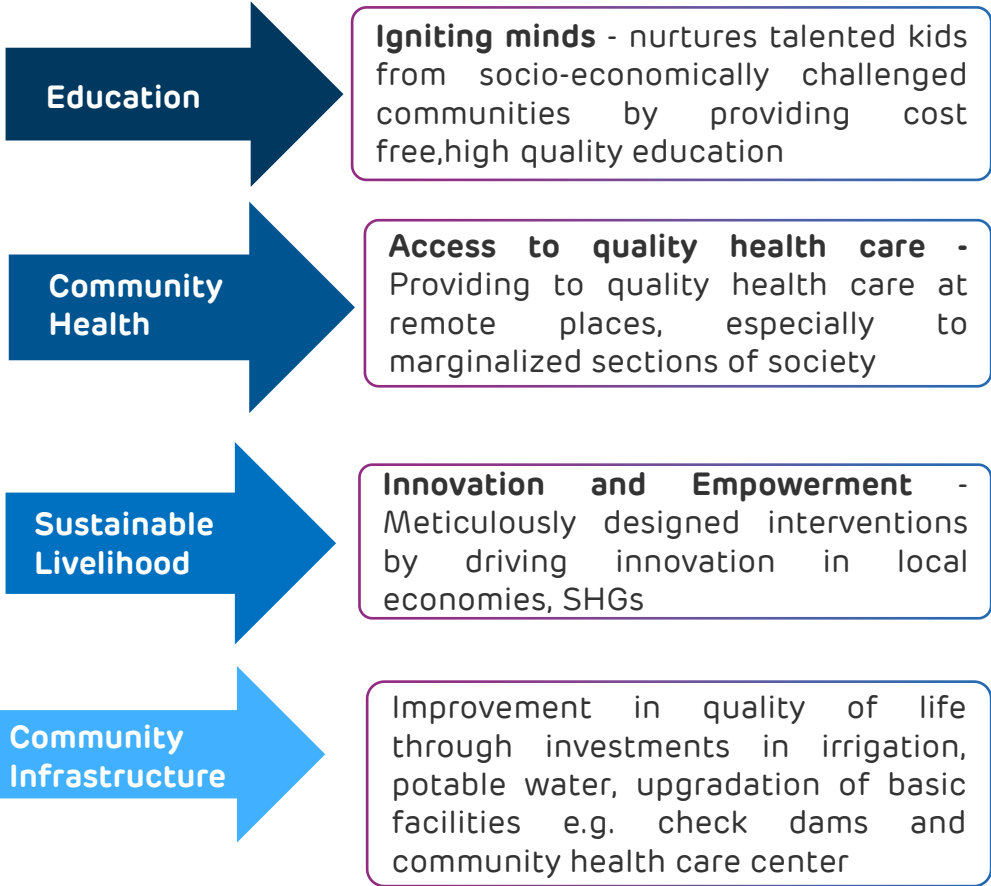 Education
Igniting minds - nurtures talented kids
from socio-economically challenged
communities by providing cost
free,high quality education
Community
Health
Access to quality health care -
Providing to quality health care at
remote places, especially to
marginalized sections of society
Sustainable
Livelihood
Innovation and Empowerment -
Meticulously designed interventions
by driving innovation in local
economies, SHGs
Community
Infrastructure
Improvement in quality of life
through investments in irrigation,
potable water, upgradation of basic
facilities e.g. check dams and
community health care center